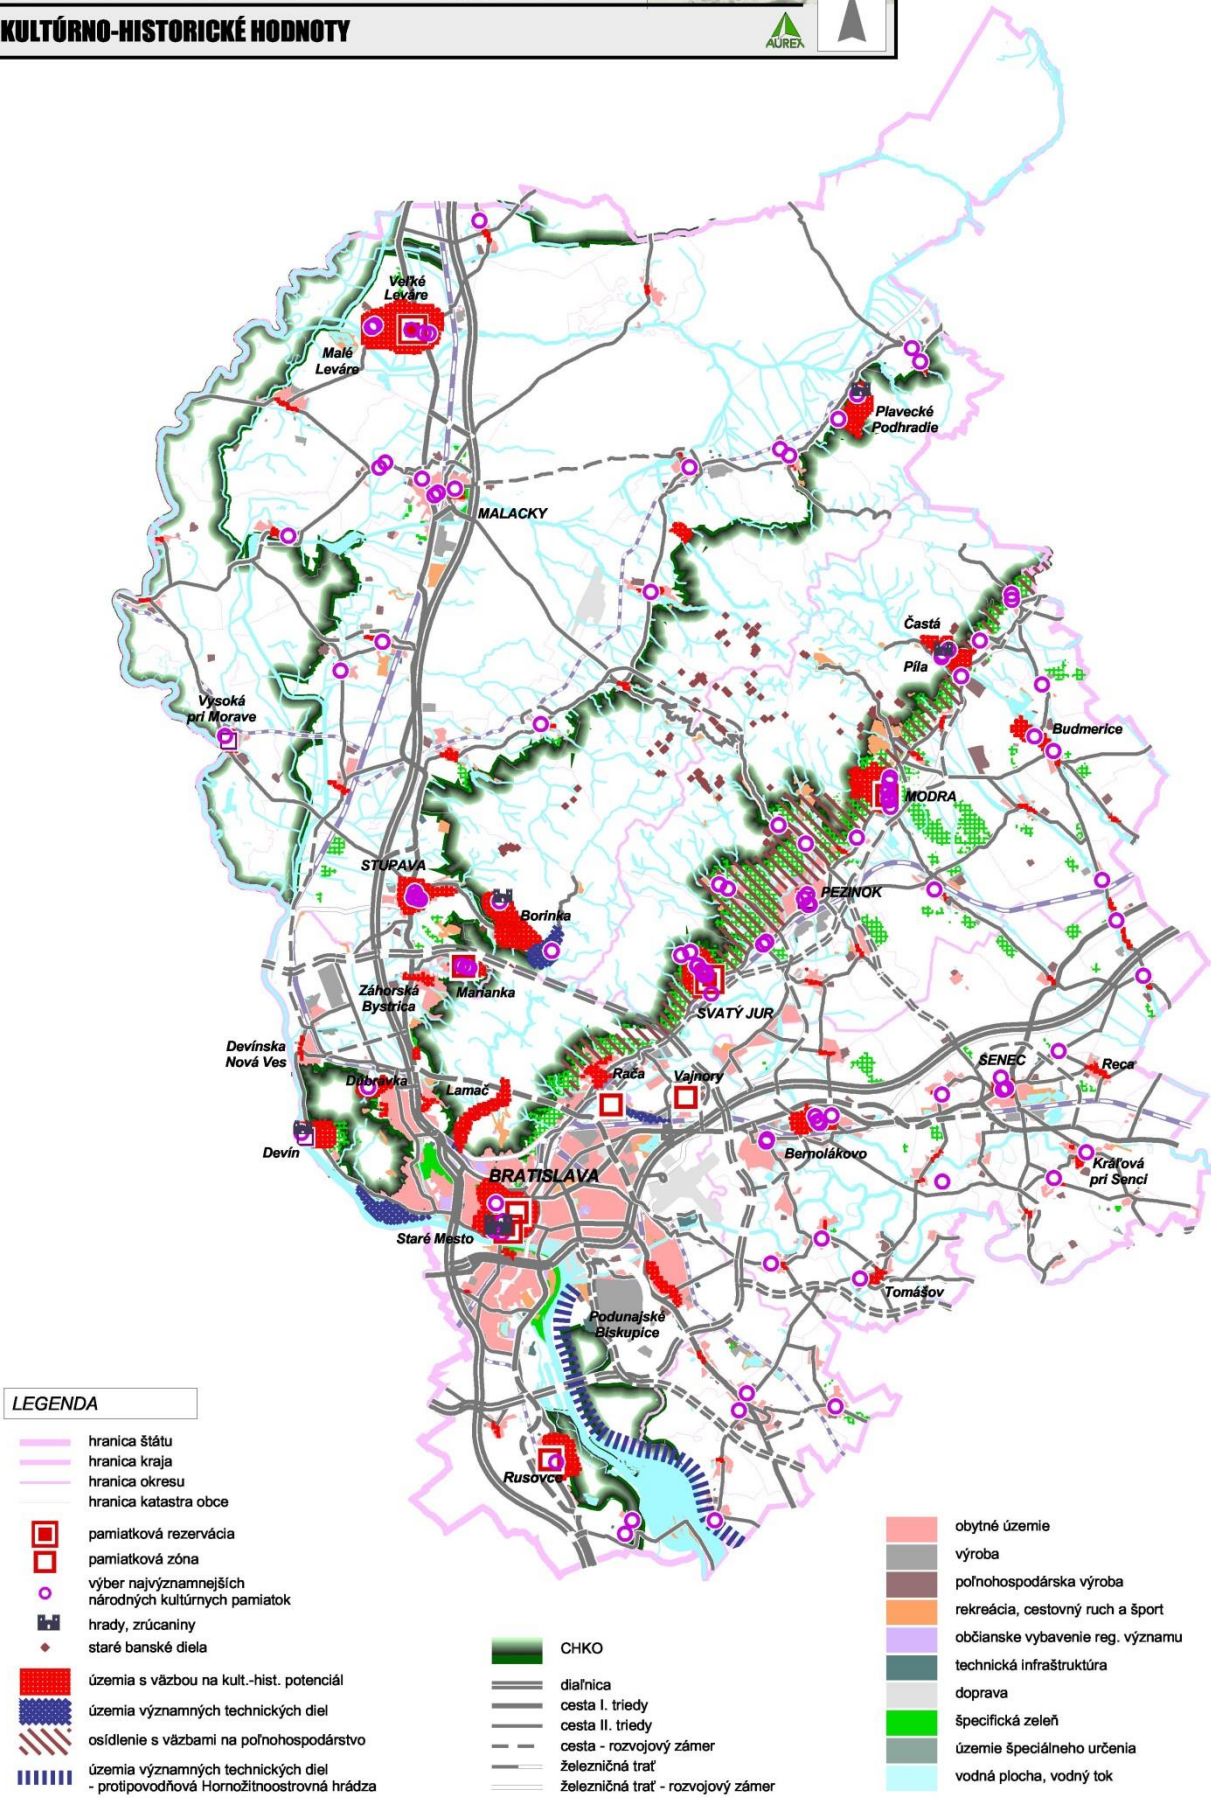 KULTÚRNO-HISTORICKÉ HODNOTY
AUREX
Veľké
Leváre
Malé
Leváre
Plavecké
Podhradie
MALACKY
Častá
Píla
Vysoká
pri Morave
Budmerice
MODRA
STUPAVA
PEZINOK
Borinka
Záhorská
Bystrica
Marianka
SVATÝ JUR
Devínska
Nová Ves
SENEC
Reca
Dúbravka
Lamač
Rača
Vajnory
Devín
Bernolákovo
BRATISLAVA
Kráľová
pri Senci
Staré Mesto
Tomášov
Podunajské
Biskupice
Rusovce
LEGENDA
hranica štátu
hranica kraja
hranica okresu
hranica katastra obce
pamiatková rezervácia
pamiatková zóna
výber najvýznamnejších
národných kultúrnych pamiatok
hrady, zrúcaniny
staré banské diela
územia s väzbou na kult.-hist. potenciál
územia významných technických diel
osídlenie s väzbami na poľnohospodárstvo
územia významných technických diel
- protipovodňová Hornožitnoostrovná hrádza
CHKO
diaľnica
cesta I. triedy
cesta II. triedy
cesta - rozvojový zámer
železničná trať
železničná trať - rozvojový zámer
obytné územie
výroba
poľnohospodárska výroba
rekreácia, cestovný ruch a šport
občianske vybavenie reg. významu
technická infraštruktúra
doprava
špecifická zeleň
územie špeciálneho určenia
vodná plocha, vodný tok